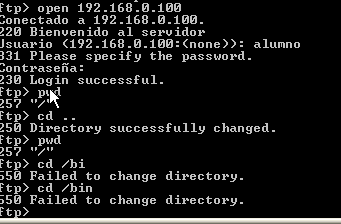 ftp> open 192.168.0.100
Conectado a 192.168.0.100.
220 Bienvenido al servidor
Usuario (192.168.0.100:(none)): alumno
331 Please specify the password.
Contraseña:
230 Login successful.
ftp> pwd
257 "/"
ftp> cd ..
250 Directory successfully changed.
ftp> pwd
257 "/"
ftp> cd /bi
550 Failed to change directory.
ftp> cd /bin
550 Failed to change directory.
ftp>